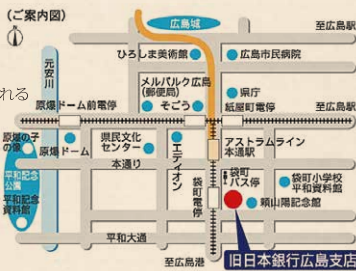 (ご案内図)
広島城
至広島駅
ひろしま美術館
広島市民病院
元安川
れる
メルパルク広島
(郵便局)
そごう
県庁
紙屋町電停
原爆ドーム前電停
至広島駅
原爆の子
の像
原爆ドーム
県民文化
センター
エディオン
アストラムライン
本通駅
本通り
袋町
バス停
袋町小学校
平和資料館
平和記念
公園
平和記念
資料館
袋町電停
頼山陽記念館
平和大通
至広島港
旧日本銀行広島支店